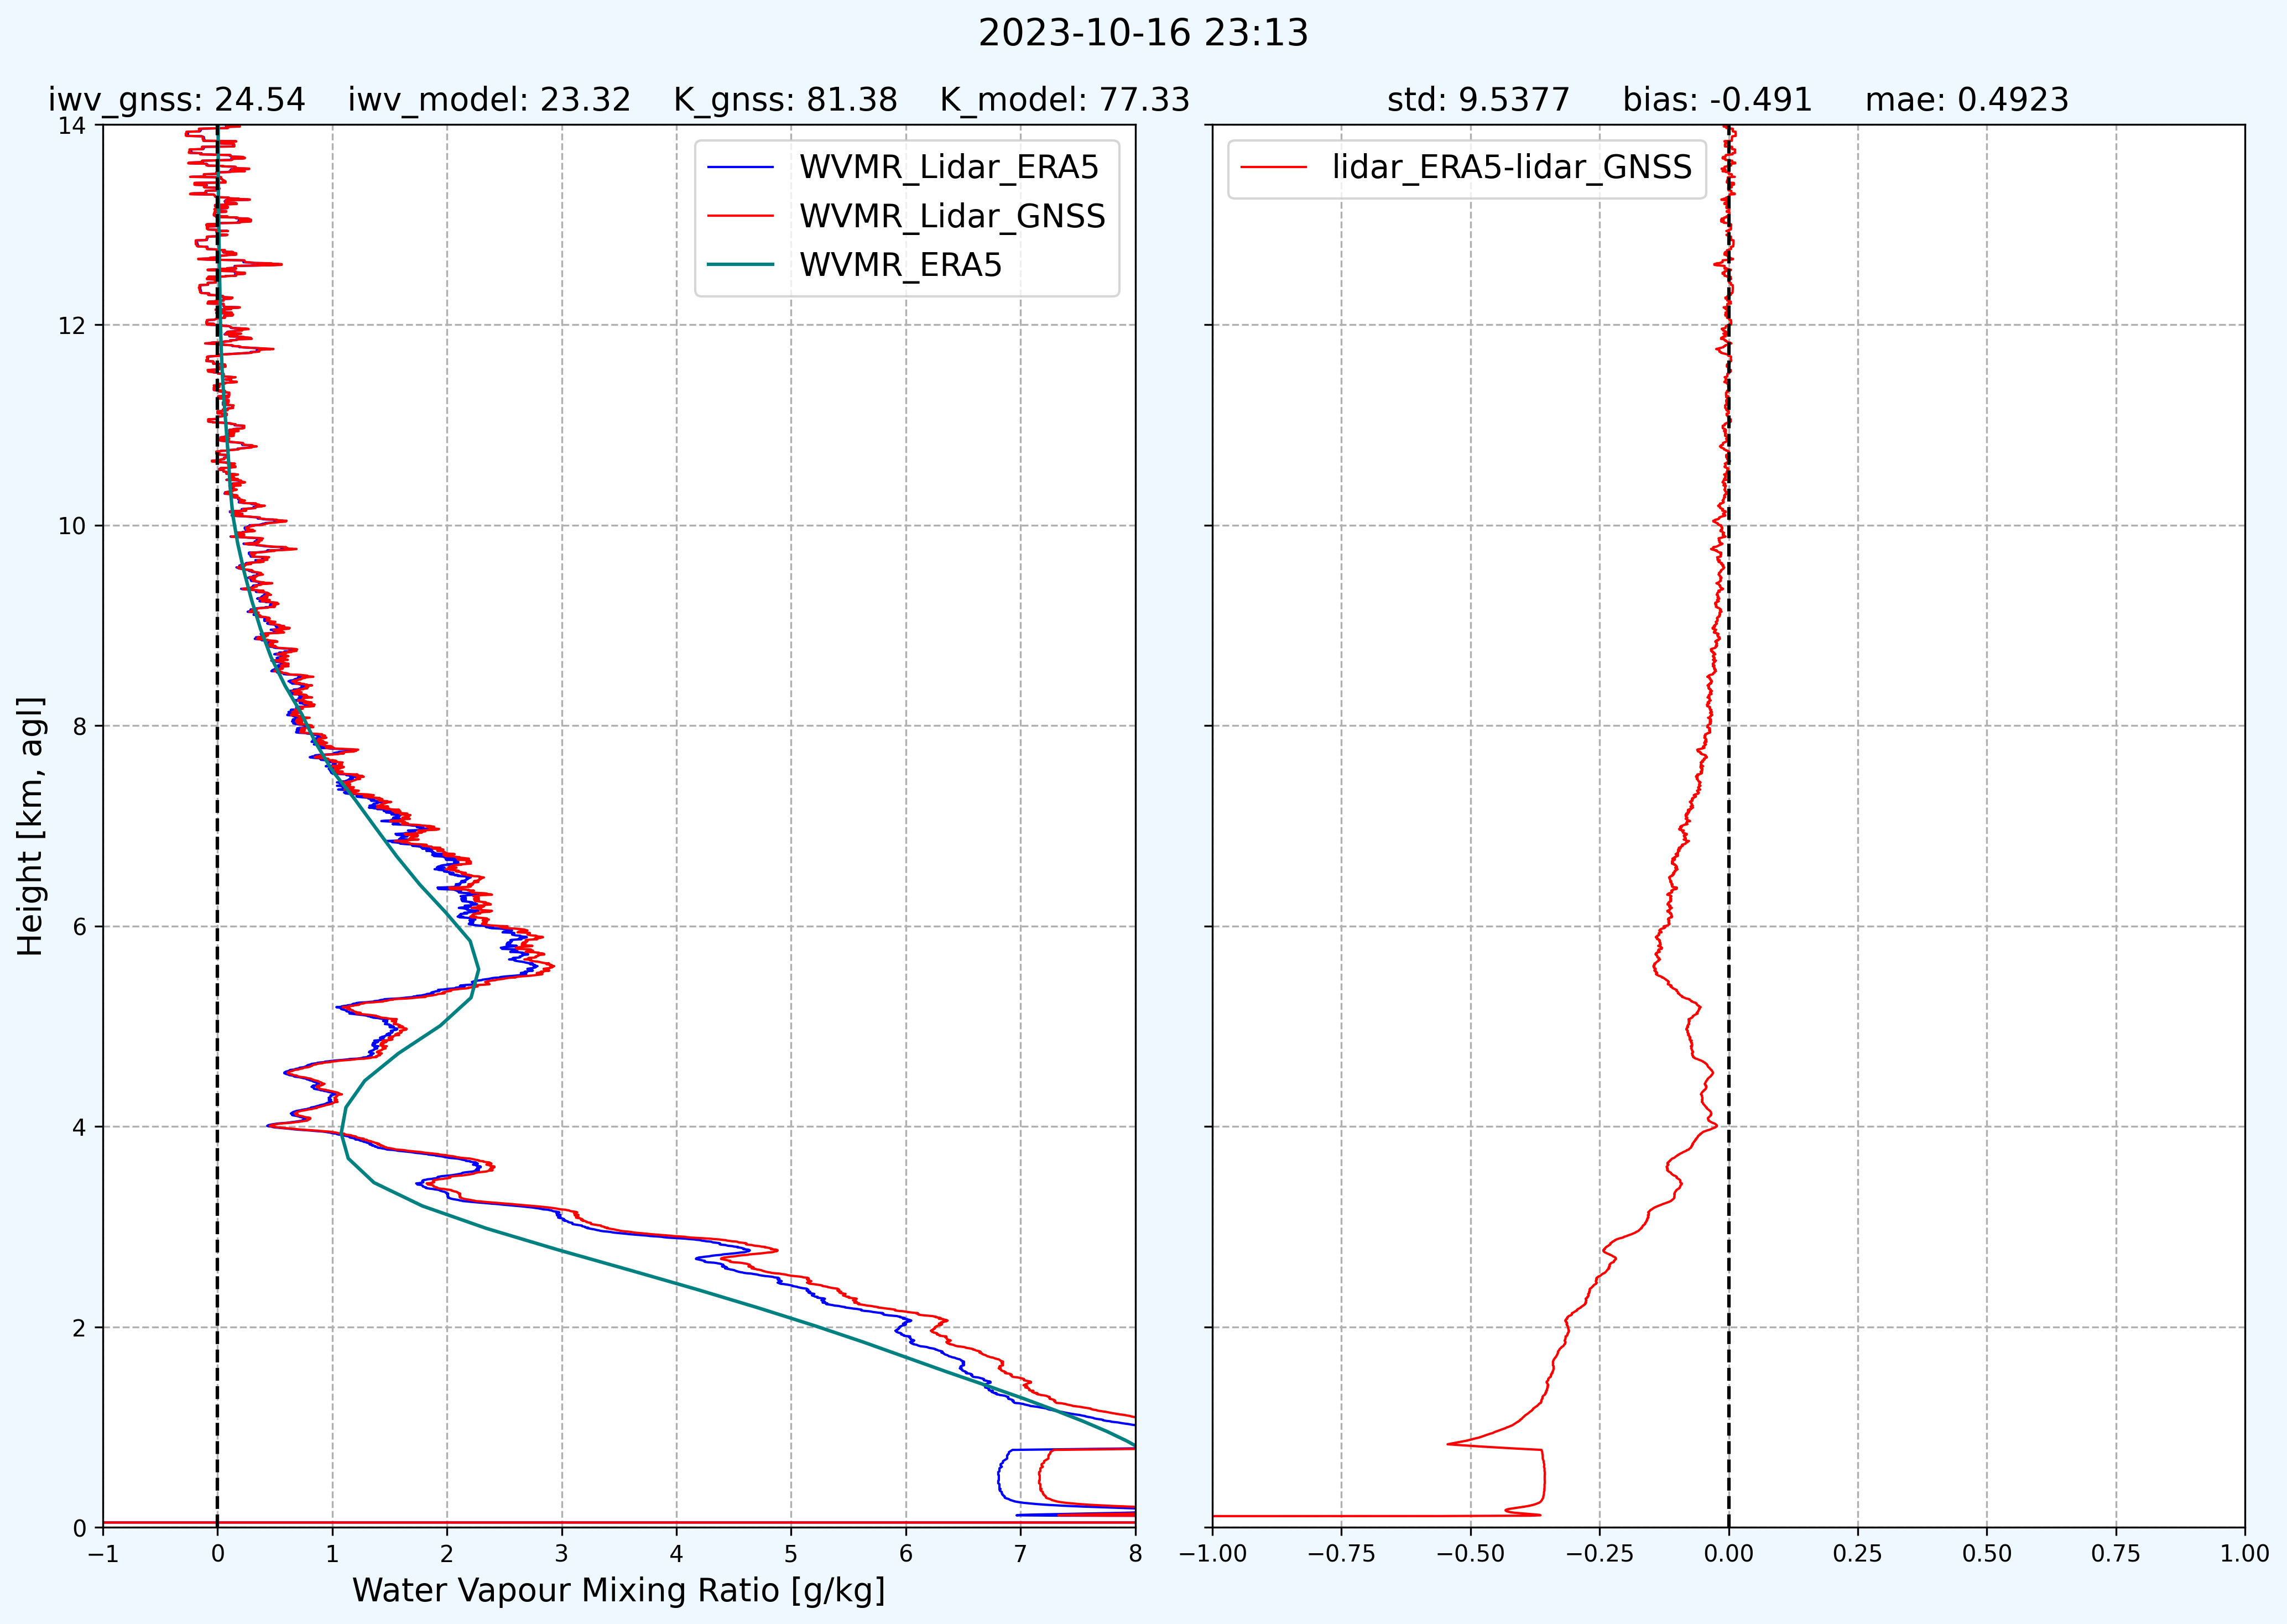 2023-10-16 23:13
iwv_gnss: 24.54 iwv_model: 23.32 K_gnss: 81.38 K_model: 77.33
std: 9.5377 bias: -0.491 mae: 0.4923
WVMR_Lidar_ERA5
WVMR_Lidar_GNSS
WVMR_ERA5
lidar_ERA5-lidar_GNSS
14
12
10
8
6
4
2
0
Height [km, agl]
−1 0 1 2 3 4 5 6 7 8
Water Vapour Mixing Ratio [g/kg]
−1.00 −0.75 −0.50 −0.25 0.00 0.25 0.50 0.75 1.00